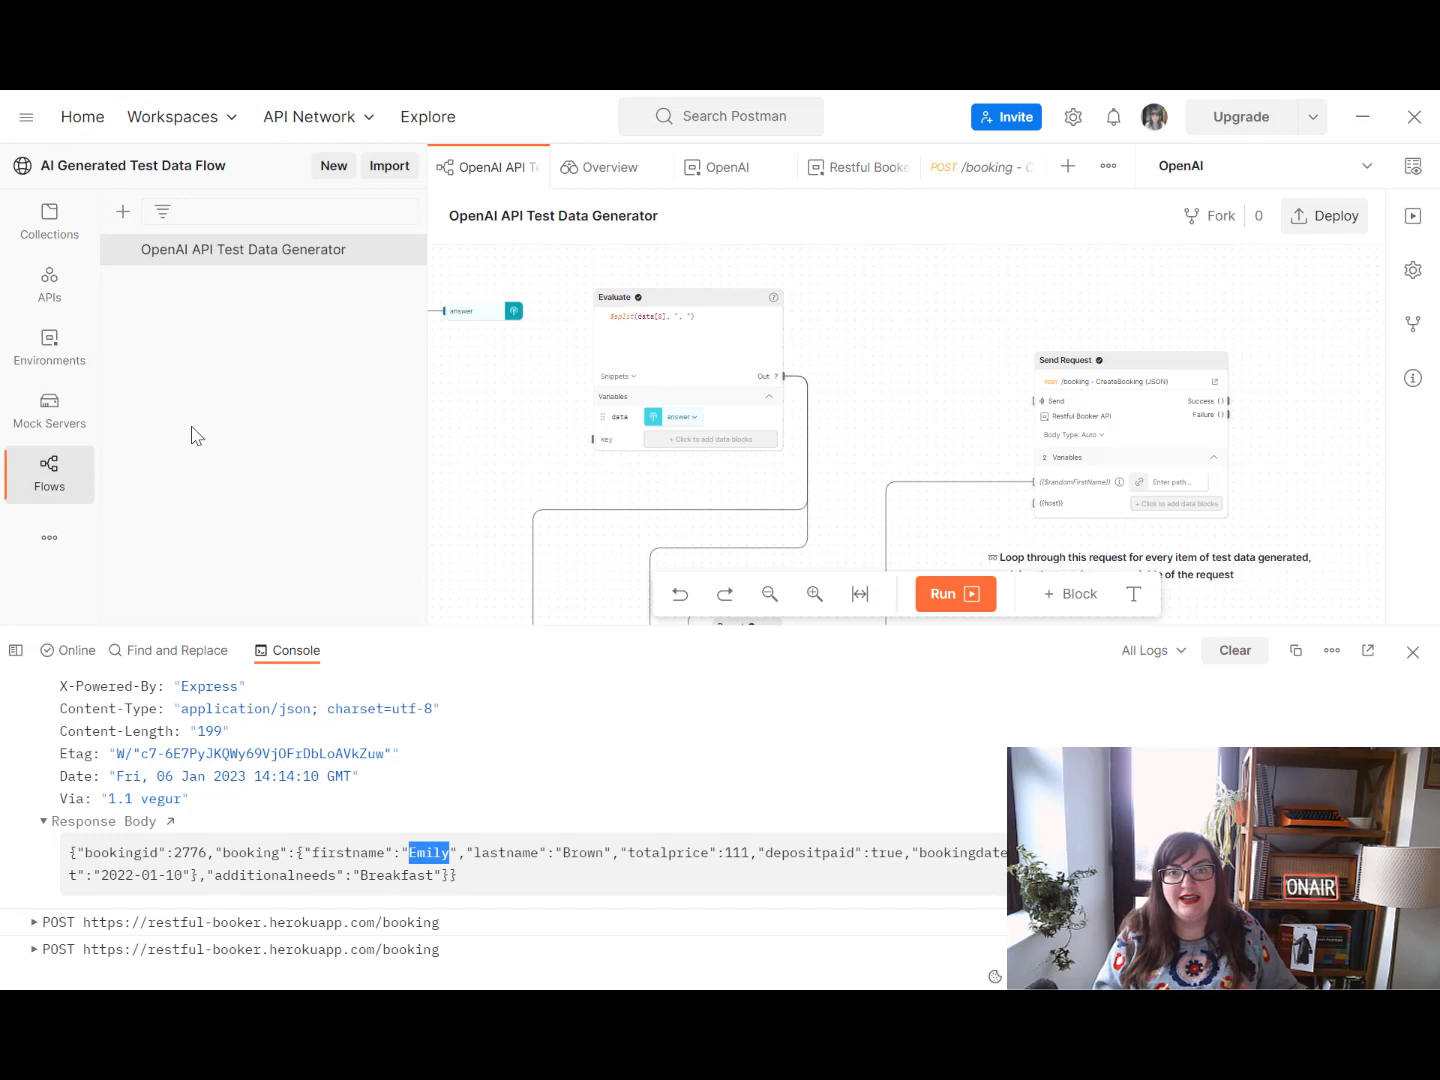 Home Workspaces API Network Explore Search Postman Invite Upgrade
AI Generated Test Data Flow New Import OpenAI API Te Overview OpenAI Restful Booke POST /booking - C OpenAI
OpenAI API Test Data Generator Fork 0 Deploy
Collections
OpenAI API Test Data Generator
APIs
Environments
Mock Servers
Flows
answer
Evaluate
$split(data[0], ", ")
Snippets Out ?
Variables
data answer
key + Click to add data blocks
Send Request
POST /booking - CreateBooking (JSON)
Send Success { }
Restful Booker API Failure { }
Body Type: Auto
2 Variables
{{$randomFirstName}} Enter path...
{{host}} + Click to add data blocks
Loop through this request for every item of test data generated,
le of the request
Run + Block T
Online Find and Replace Console All Logs Clear
X-Powered-By: "Express"
Content-Type: "application/json; charset=utf-8"
Content-Length: "199"
Etag: "W/"c7-6E7PyJKQWy69VjOFrDbLoAVkZuw""
Date: "Fri, 06 Jan 2023 14:14:10 GMT"
Via: "1.1 vegur"
Response Body
{"bookingid":2776,"booking":{"firstname":"Emily","lastname":"Brown","totalprice":111,"depositpaid":true,"bookingdate
t":"2022-01-10"},"additionalneeds":"Breakfast"}}
POST https://restful-booker.herokuapp.com/booking
POST https://restful-booker.herokuapp.com/booking
ON AIR